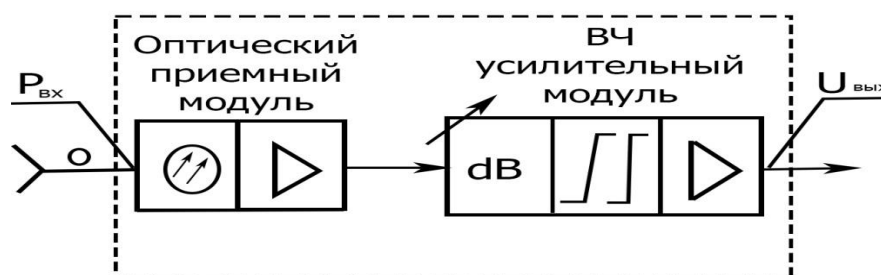 Оптический
приемный
модуль
ВЧ
усилительный
модуль
Pвх
Uвых
O
dB